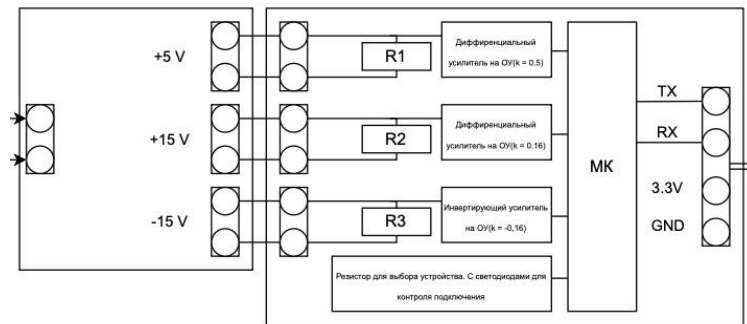 +5 V
R1
Диффиренциальный
усилитель на ОУ(k = 0.5)
TX
+15 V
R2
Диффиренциальный
усилитель на ОУ(k = 0.16)
RX
МК
-15 V
R3
Инвертирующий усилитель
на ОУ(k = -0,16)
3.3V
GND
Резистор для выбора устройства. С светодиодами для
контроля подключения